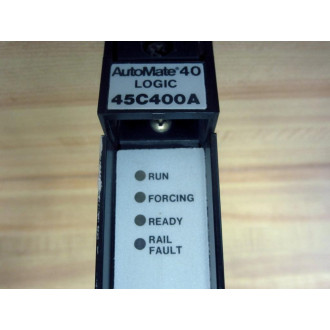 AutoMate® 40
LOGIC
45C400A
RUN
FORCING
READY
RAIL
FAULT